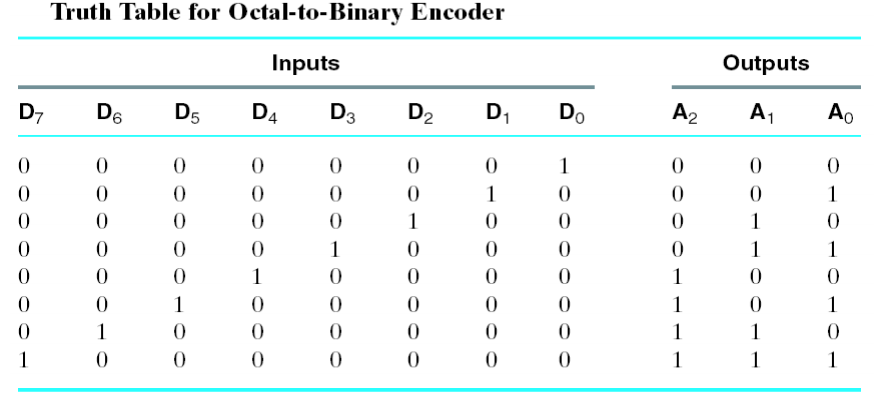 Truth Table for Octal-to-Binary Encoder
Inputs Outputs
D7 D6 D5 D4 D3 D2 D1 D0 A2 A1 A0
0 0 0 0 0 0 0 1 0 0 0
0 0 0 0 0 0 1 0 0 0 1
0 0 0 0 0 1 0 0 0 1 0
0 0 0 0 1 0 0 0 0 1 1
0 0 0 1 0 0 0 0 1 0 0
0 0 1 0 0 0 0 0 1 0 1
0 1 0 0 0 0 0 0 1 1 0
1 0 0 0 0 0 0 0 1 1 1